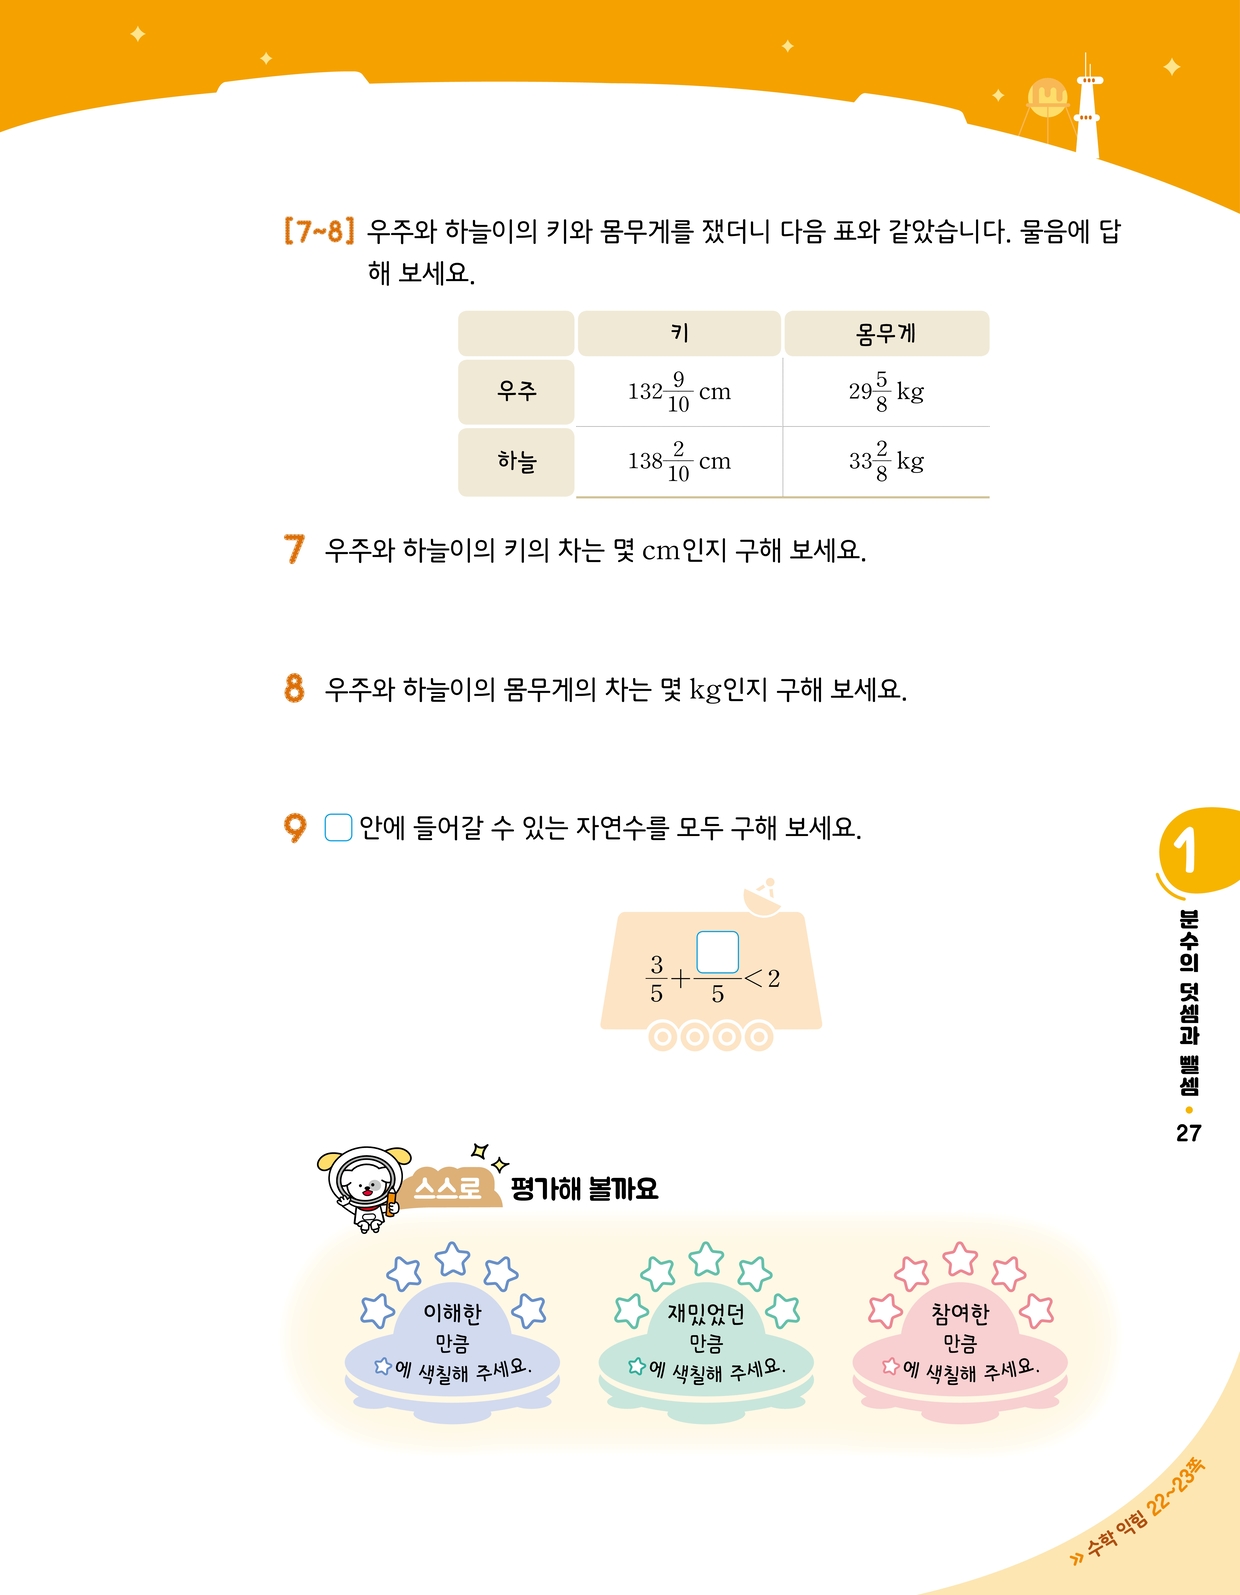 [7~8] 우주와 하늘이의 키와 몸무게를 쟀더니 다음 표와 같았습니다. 물음에 답
해 보세요.
키 몸무게
우주 132 9/10 cm 29 5/8 kg
하늘 138 2/10 cm 33 2/8 kg
7 우주와 하늘이의 키의 차는 몇 cm인지 구해 보세요.
8 우주와 하늘이의 몸무게의 차는 몇 kg인지 구해 보세요.
9 □ 안에 들어갈 수 있는 자연수를 모두 구해 보세요.
3/5 + □/5 < 2
1
분수의 덧셈과 뺄셈
27
스스로 평가해 볼까요
이해한
만큼
☆에 색칠해 주세요.
재밌었던
만큼
☆에 색칠해 주세요.
참여한
만큼
☆에 색칠해 주세요.
» 수학 익힘 22~23쪽